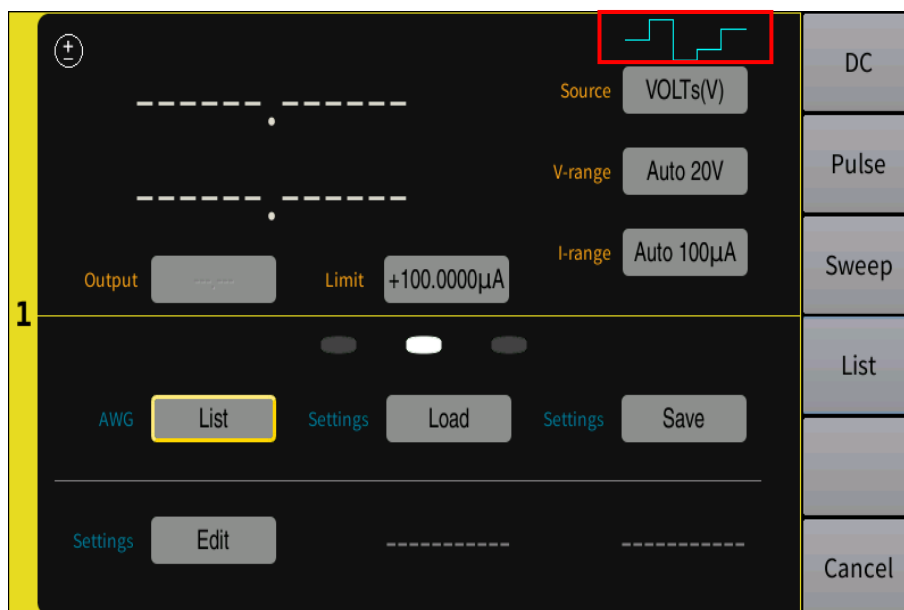 DC
Source VOLTs(V)
------.------
Pulse
V-range Auto 20V
------.------
I-range Auto 100µA
Sweep
Output ---.--- Limit +100.0000µA
1
List
AWG List Settings Load Settings Save
Settings Edit ----------- -----------
Cancel